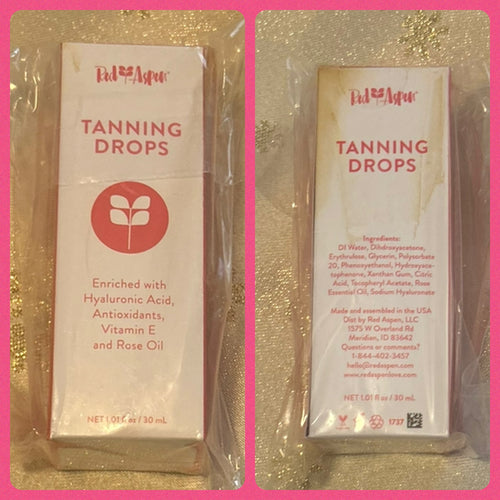 Red Aspen
TANNING
DROPS
Enriched with
Hyaluronic Acid,
Antioxidants,
Vitamin E
and Rose Oil
NET 1.01 fl oz / 30 mL
Red Aspen
TANNING
DROPS
Ingredients:
DI Water, Dihdroxyacetone,
Erythrulose, Glycerin, Polysorbate
20, Phenoxyethanol, Hydroxyace-
tophenone, Xanthan Gum, Citric
Acid, Tocopheryl Acetate, Rose
Essential Oil, Sodium Hyaluronate
Made and assembled in the USA
Dist by Red Aspen, LLC
1575 W Overland Rd
Meridian, ID 83642
Questions or comments?
1-844-402-3457
hello@redaspen.com
www.redaspenlove.com
NET 1.01 fl oz / 30 mL
1737